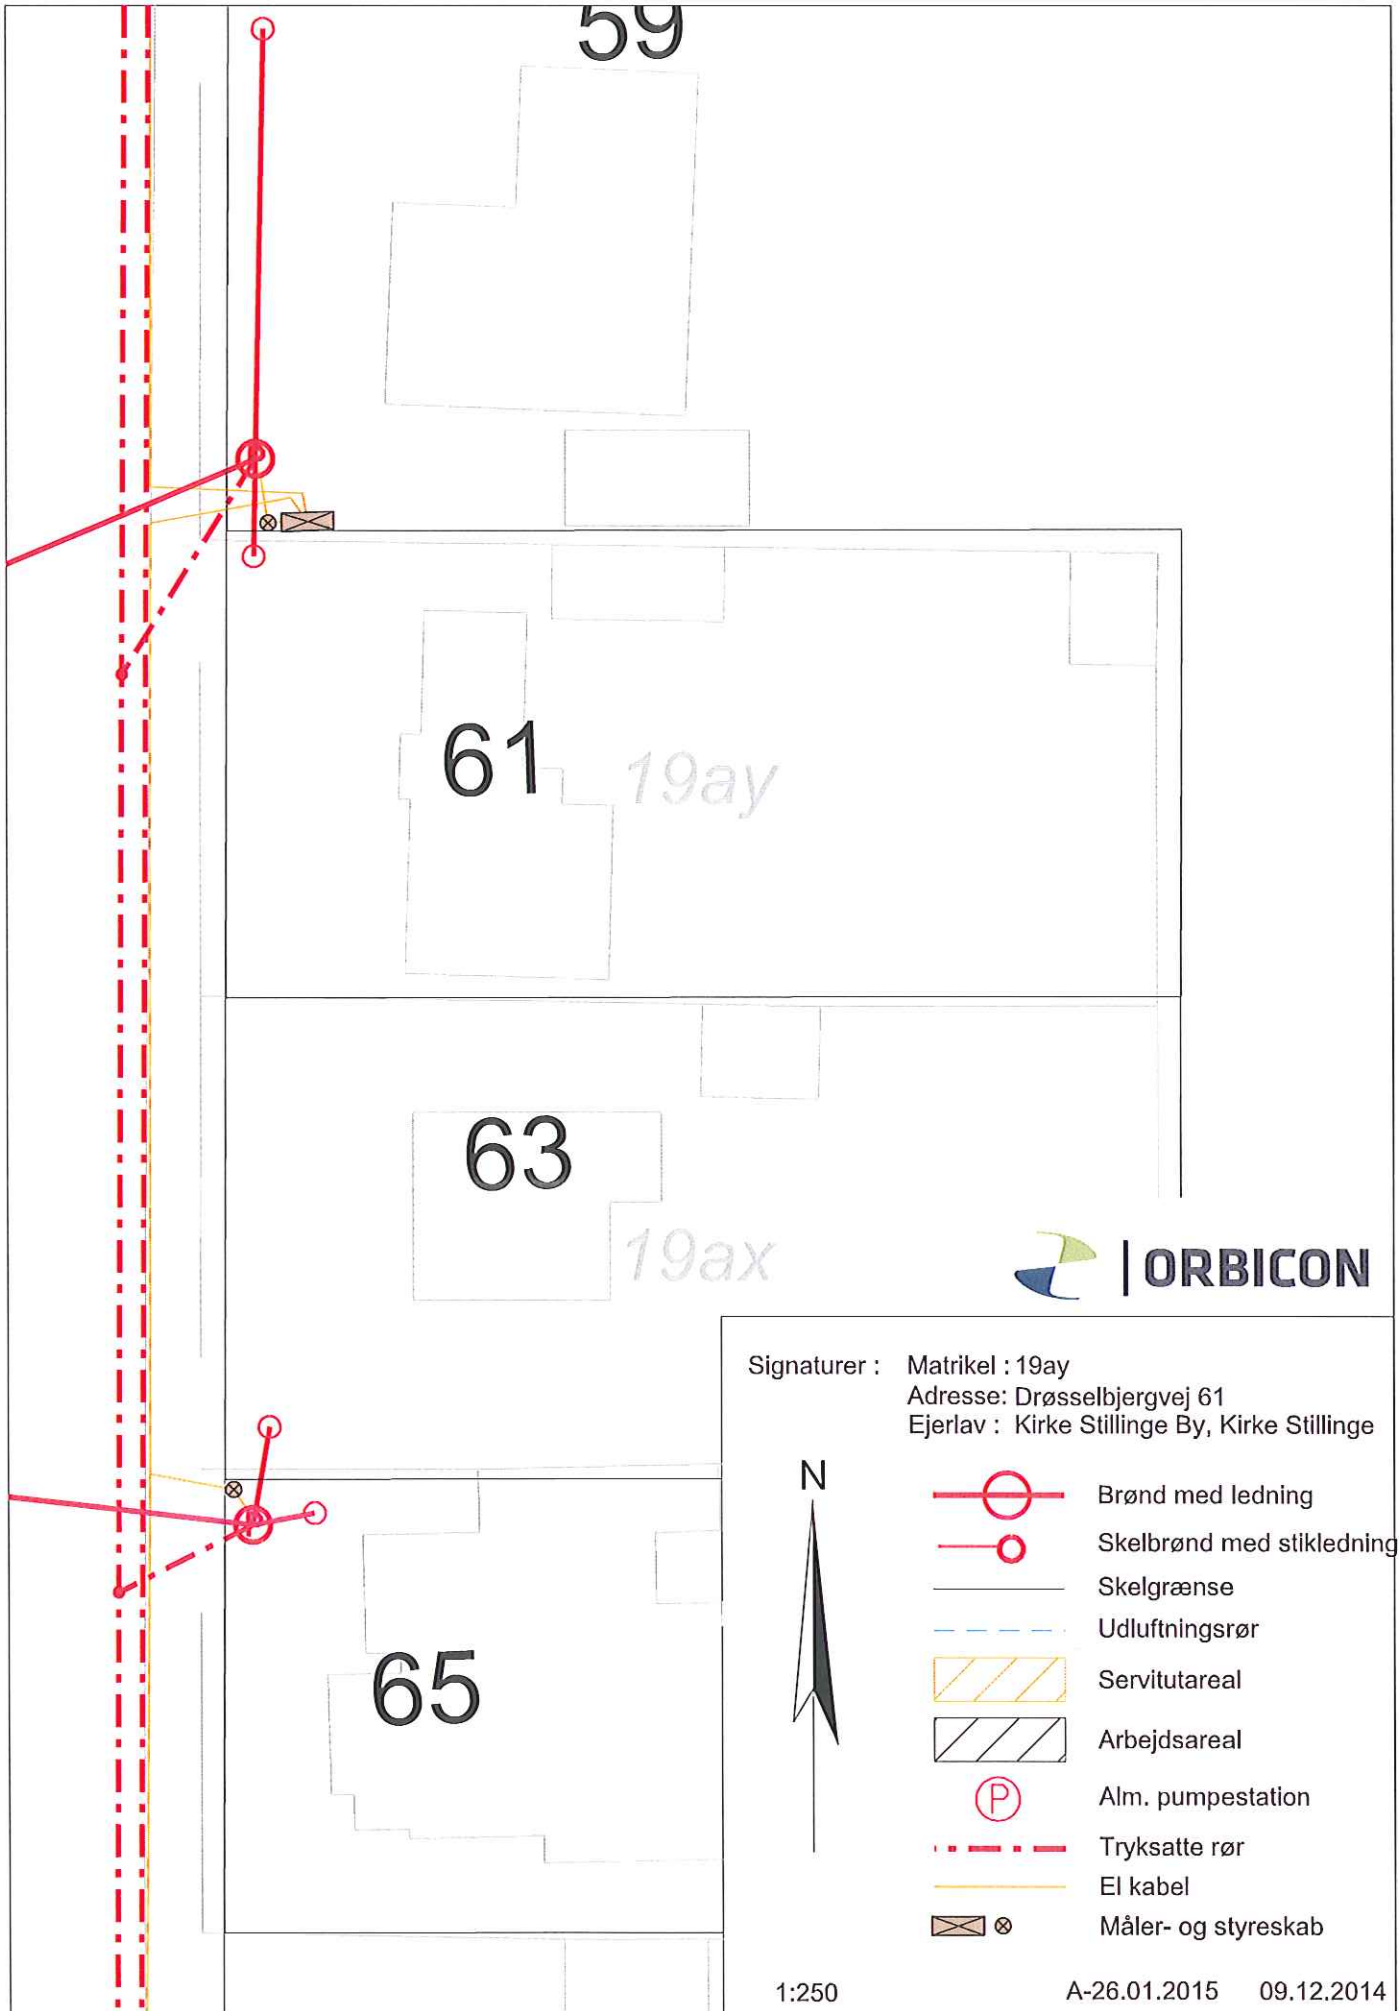 59
61
19ay
63
19ax
ORBICON
Signaturer : Matrikel : 19ay
Adresse: Drøsselbjergvej 61
Ejerlav : Kirke Stillinge By, Kirke Stillinge
N
Brønd med ledning
Skelbrønd med stikledning
Skelgrænse
Udluftningsrør
Servitutareal
65
Arbejdsareal
P
Alm. pumpestation
Tryksatte rør
El kabel
Måler- og styreskab
1:250 A-26.01.2015 09.12.2014